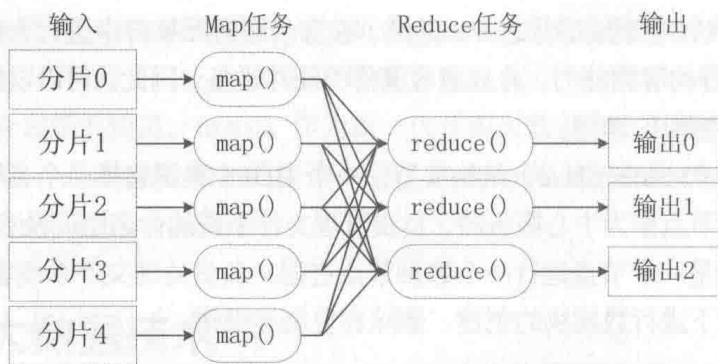 输入 Map任务 Reduce任务 输出
分片0 map()
分片1 map() reduce() 输出0
分片2 map() reduce() 输出1
分片3 map() reduce() 输出2
分片4 map()